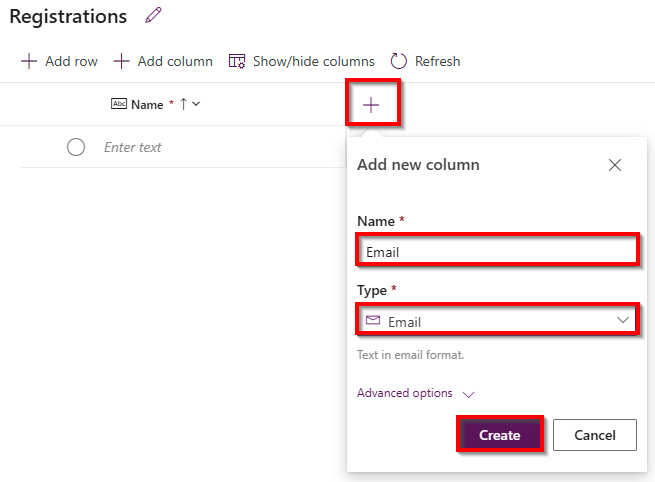 Registrations
Add row Add column Show/hide columns Refresh
Abc Name * ↑
Enter text
Add new column
Name *
Email
Type *
Email
Text in email format.
Advanced options
Create Cancel